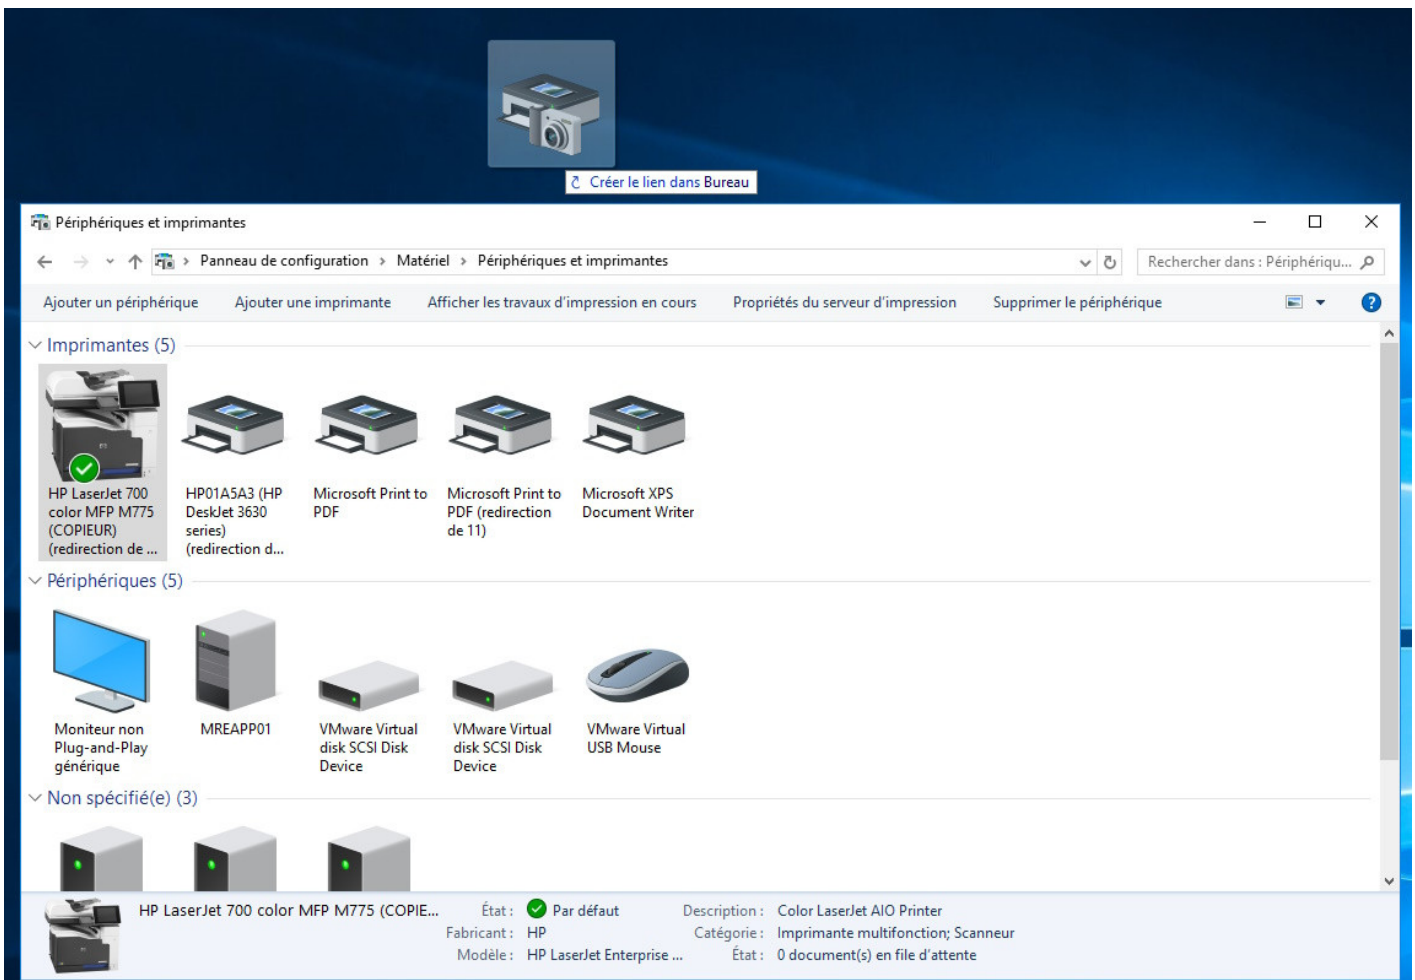 Créer le lien dans Bureau
Périphériques et imprimantes
Panneau de configuration > Matériel > Périphériques et imprimantes
Rechercher dans : Périphériqu...
Ajouter un périphérique Ajouter une imprimante Afficher les travaux d'impression en cours Propriétés du serveur d'impression Supprimer le périphérique
Imprimantes (5)
HP LaserJet 700
color MFP M775
(COPIEUR)
(redirection de ...
HP01A5A3 (HP
DeskJet 3630
series)
(redirection d...
Microsoft Print to
PDF
Microsoft Print to
PDF (redirection
de 11)
Microsoft XPS
Document Writer
Périphériques (5)
Moniteur non
Plug-and-Play
générique
MREAPP01
VMware Virtual
disk SCSI Disk
Device
VMware Virtual
disk SCSI Disk
Device
VMware Virtual
USB Mouse
Non spécifié(e) (3)
HP LaserJet 700 color MFP M775 (COPIE... État : Par défaut Description : Color LaserJet AIO Printer
Fabricant : HP Catégorie : Imprimante multifonction; Scanneur
Modèle : HP LaserJet Enterprise ... État : 0 document(s) en file d'attente